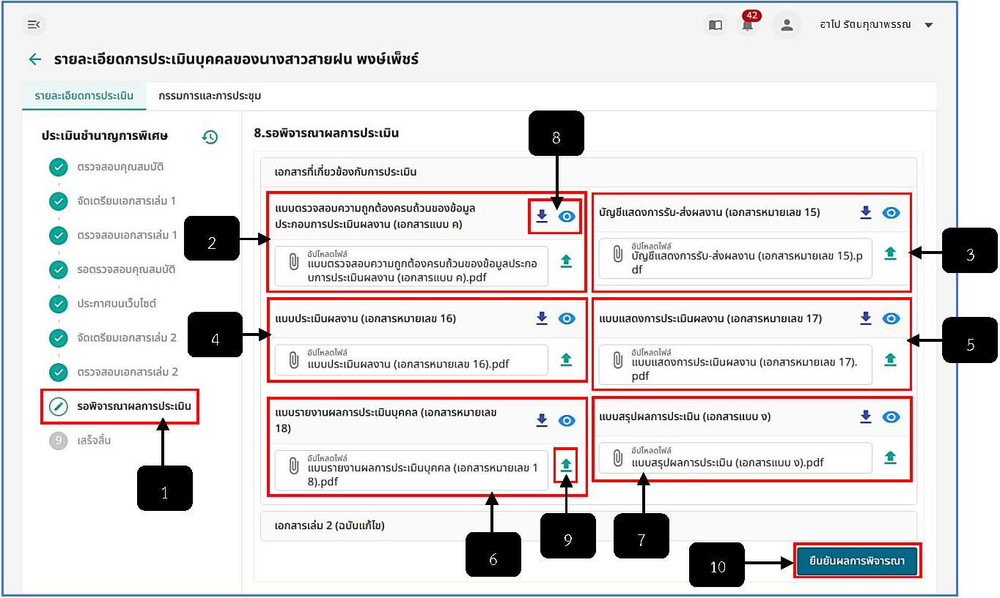 42
อาโป รัตบกุณาพรรณ
รายละเอียดการประเมินบุคคลของนางสาวสายฝน พงษ์เพ็ชร์
รายละเอียดการประเมิน
กรรมการและการประชุม
ประเมินชำนาญการพิเศษ
ตรวจสอบคุณสมบัติ
จัดเตรียมเอกสารเล่ม 1
ตรวจสอบเอกสารเล่ม 1
รอตรวจสอบคุณสมบัติ
ประกาศบนเว็บไซต์
จัดเตรียมเอกสารเล่ม 2
ตรวจสอบเอกสารเล่ม 2
รอพิจารณาผลการประเมิน
9
เสร็จสิ้น
1
8.รอพิจารณาผลการประเมิน
8
เอกสารที่เกี่ยวข้องกับการประเมิน
2
แบบตรวจสอบความถูกต้องครบถ้วนของข้อมูล
ประกอบการประเมินผลงาน (เอกสารแบบ ค)
อัปโหลดไฟล์
แบบตรวจสอบความถูกต้องครบถ้วนของข้อมูลประกอ
บการประเมินผลงาน (เอกสารแบบ ค).pdf
บัญชีแสดงการรับ-ส่งผลงาน (เอกสารหมายเลข 15)
อัปโหลดไฟล์
บัญชีแสดงการรับ-ส่งผลงาน (เอกสารหมายเลข 15).p
df
3
4
แบบประเมินผลงาน (เอกสารหมายเลข 16)
อัปโหลดไฟล์
แบบประเมินผลงาน (เอกสารหมายเลข 16).pdf
แบบแสดงการประเมินผลงาน (เอกสารหมายเลข 17)
อัปโหลดไฟล์
แบบแสดงการประเมินผลงาน (เอกสารหมายเลข 17).
pdf
5
แบบรายงานผลการประเมินบุคคล (เอกสารหมายเลข
18)
อัปโหลดไฟล์
แบบรายงานผลการประเมินบุคคล (เอกสารหมายเลข 1
8).pdf
แบบสรุปผลการประเมิน (เอกสารแบบ ง)
อัปโหลดไฟล์
แบบสรุปผลการประเมิน (เอกสารแบบ ง).pdf
เอกสารเล่ม 2 (ฉบับแก้ไข)
6
9
7
10
ยืนยันผลการพิจารณา